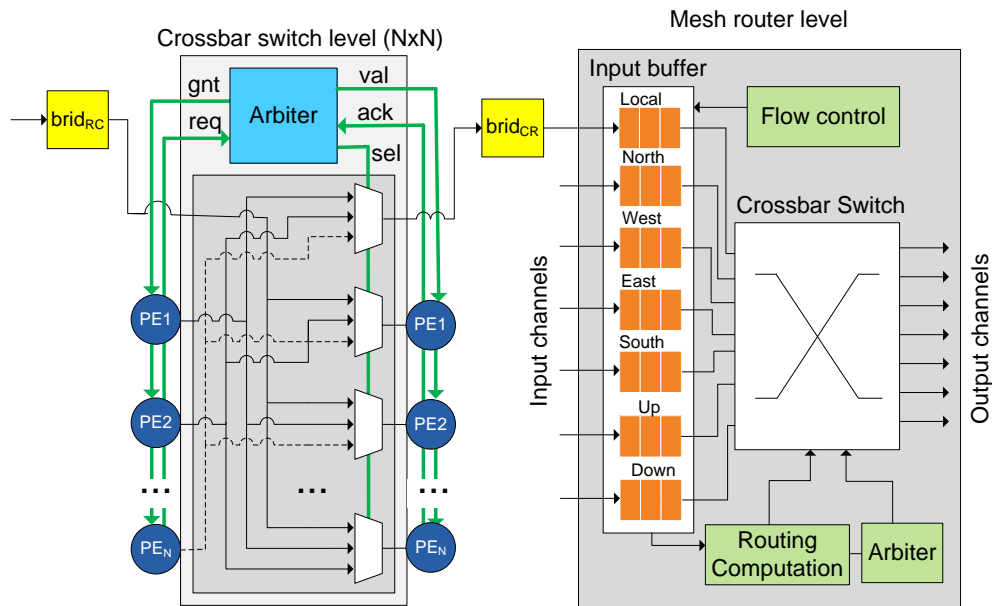 Mesh router level
Crossbar switch level (NxN)
gnt
val
Input buffer
brid_RC
req
Arbiter
ack
brid_CR
Local
Flow control
sel
North
West
Crossbar Switch
East
South
Up
Down
Input channels
Output channels
PE1
PE1
PE2
PE2
...
...
...
PE_N
PE_N
Routing
Computation
Arbiter